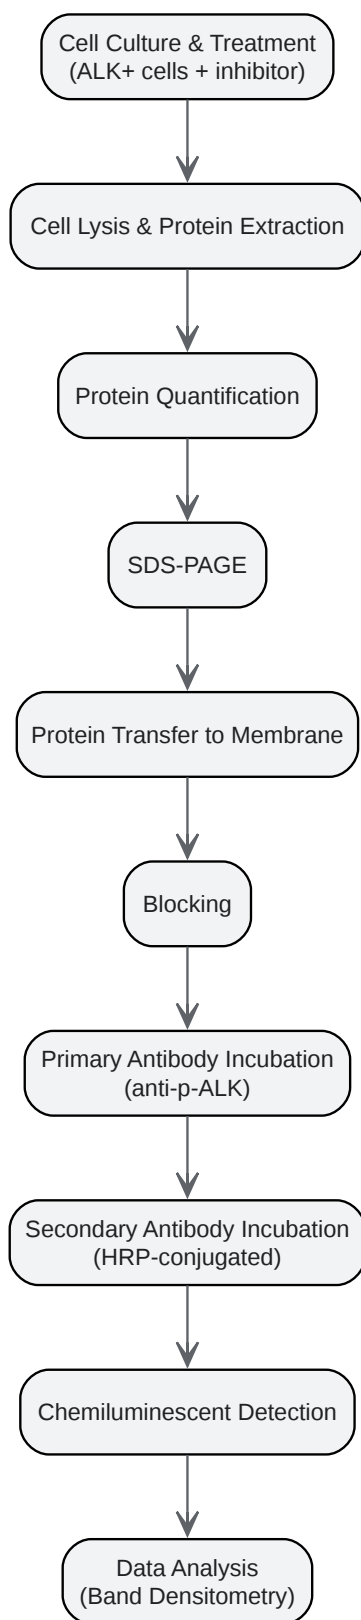 Cell Culture & Treatment
(ALK+ cells + inhibitor)
Cell Lysis & Protein Extraction
Protein Quantification
SDS-PAGE
Protein Transfer to Membrane
Blocking
Primary Antibody Incubation
(anti-p-ALK)
Secondary Antibody Incubation
(HRP-conjugated)
Chemiluminescent Detection
Data Analysis
(Band Densitometry)